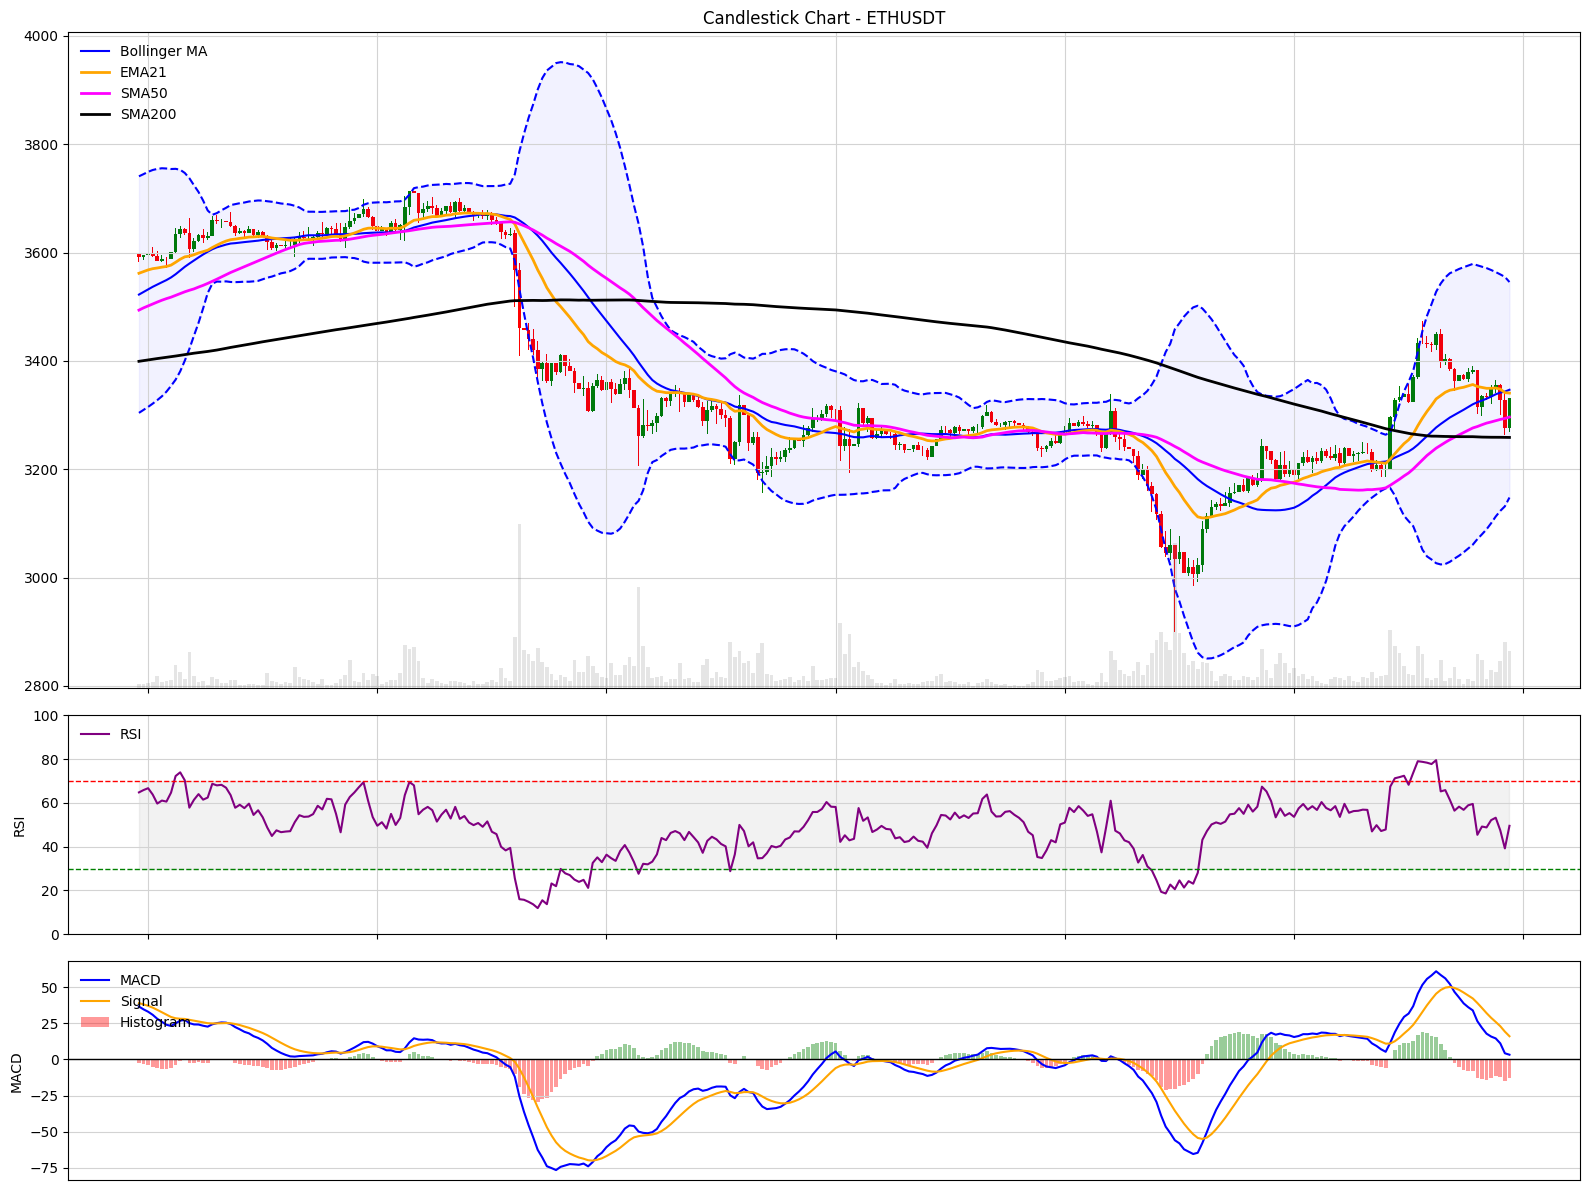 Candlestick Chart - ETHUSDT
4000
3800
3600
3400
3200
3000
2800
Bollinger MA
EMA21
SMA50
SMA200
100
80
60
40
20
0
RSI
RSI
50
25
0
−25
−50
−75
MACD
MACD
Signal
Histogram